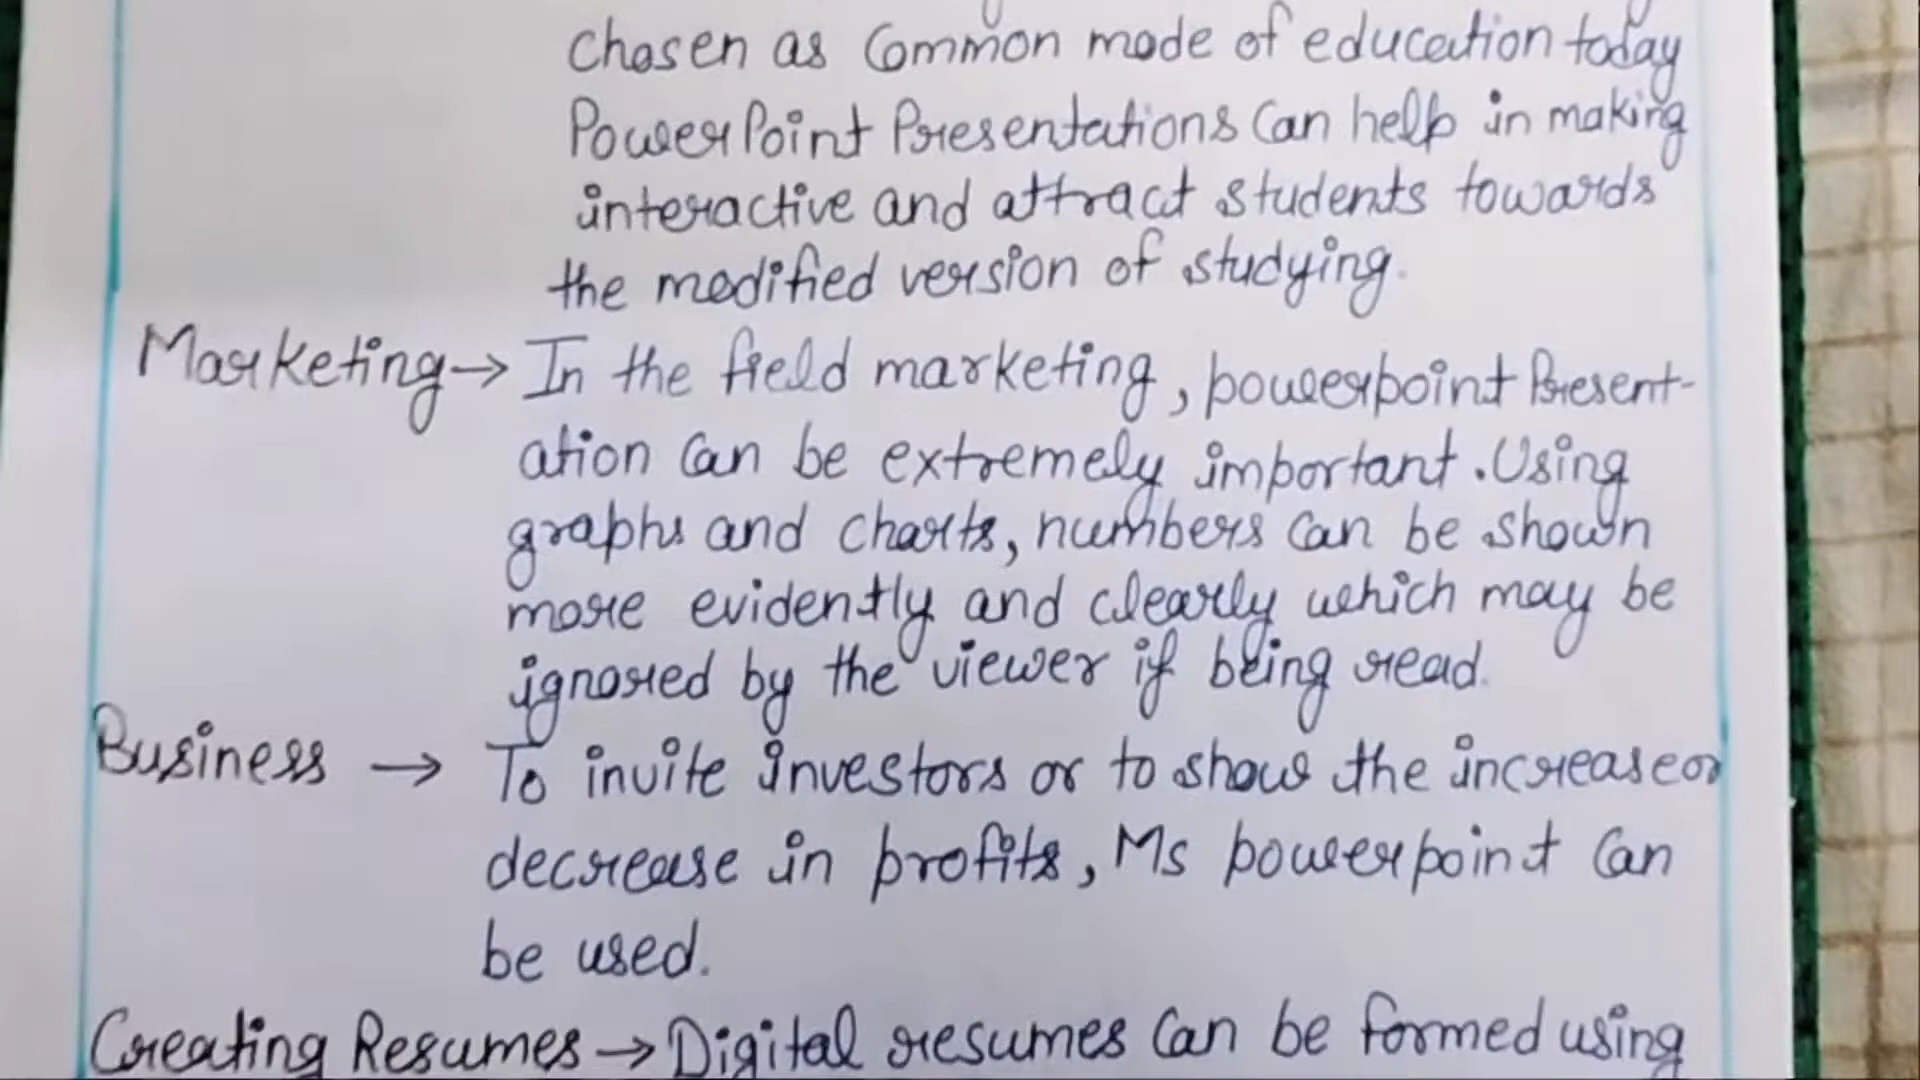 chosen as Common mode of education today
PowerPoint Presentations Can help in making
interactive and attract students towards
the modified version of studying.
Marketing → In the field marketing, powerpoint Present-
ation Can be extremely important. Using
graphs and charts, numbers can be shown
more evidently and clearly which may be
ignored by the viewer if being read.
Business → To invite investors or to show the increase or
decrease in profits, Ms powerpoint Can
be used.
Creating Resumes → Digital resumes Can be formed using